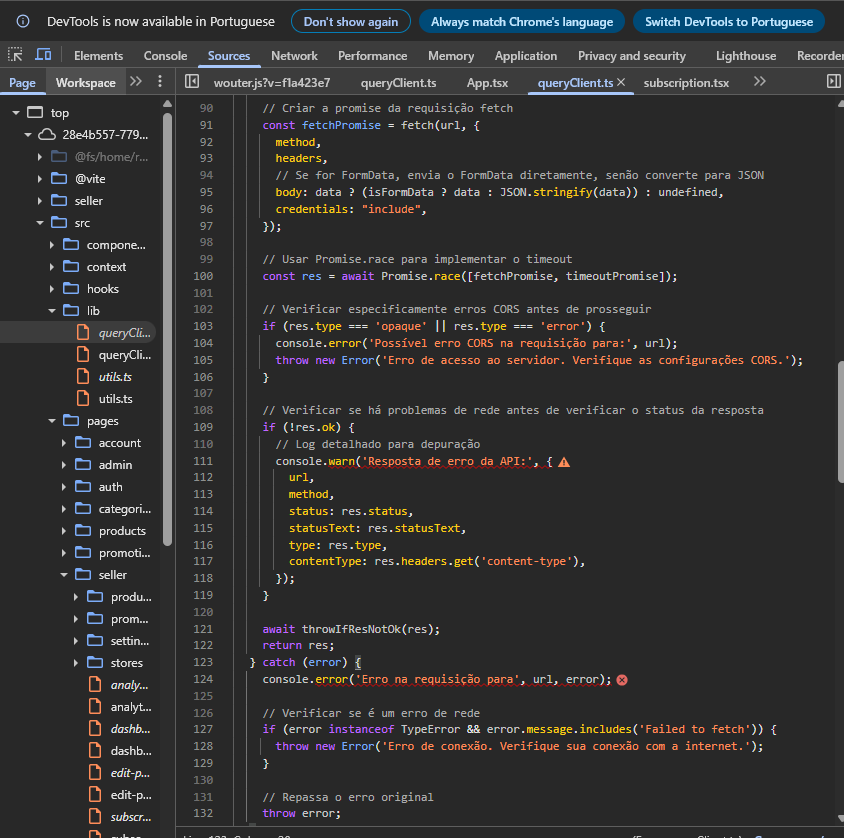 DevTools is now available in Portuguese
Don't show again
Always match Chrome's language
Switch DevTools to Portuguese
Elements
Console
Sources
Network
Performance
Memory
Application
Privacy and security
Lighthouse
Recorder
Page
Workspace
wouter.js?v=f1a423e7
queryClient.ts
App.tsx
queryClient.ts
subscription.tsx
top
28e4b557-779...
@fs/home/r...
@vite
seller
src
compone...
context
hooks
lib
queryCli...
queryCli...
utils.ts
utils.ts
pages
account
admin
auth
categori...
products
promoti...
seller
produ...
prom...
settin...
stores
analy...
analyt...
dashb...
dashb...
edit-p...
edit-p...
subscr...
90 // Criar a promise da requisição fetch
91 const fetchPromise = fetch(url, {
92 method,
93 headers,
94 // Se for FormData, envia o FormData diretamente, senão converte para JSON
95 body: data ? (isFormData ? data : JSON.stringify(data)) : undefined,
96 credentials: "include",
97 });
98
99 // Usar Promise.race para implementar o timeout
100 const res = await Promise.race([fetchPromise, timeoutPromise]);
101
102 // Verificar especificamente erros CORS antes de prosseguir
103 if (res.type === 'opaque' || res.type === 'error') {
104 console.error('Possível erro CORS na requisição para:', url);
105 throw new Error('Erro de acesso ao servidor. Verifique as configurações CORS.');
106 }
107
108 // Verificar se há problemas de rede antes de verificar o status da resposta
109 if (!res.ok) {
110 // Log detalhado para depuração
111 console.warn('Resposta de erro da API:', {
112 url,
113 method,
114 status: res.status,
115 statusText: res.statusText,
116 type: res.type,
117 contentType: res.headers.get('content-type'),
118 });
119 }
120
121 await throwIfResNotOk(res);
122 return res;
123 } catch (error) {
124 console.error('Erro na requisição para', url, error);
125
126 // Verificar se é um erro de rede
127 if (error instanceof TypeError && error.message.includes('Failed to fetch')) {
128 throw new Error('Erro de conexão. Verifique sua conexão com a internet.');
129 }
130
131 // Repassa o erro original
132 throw error;